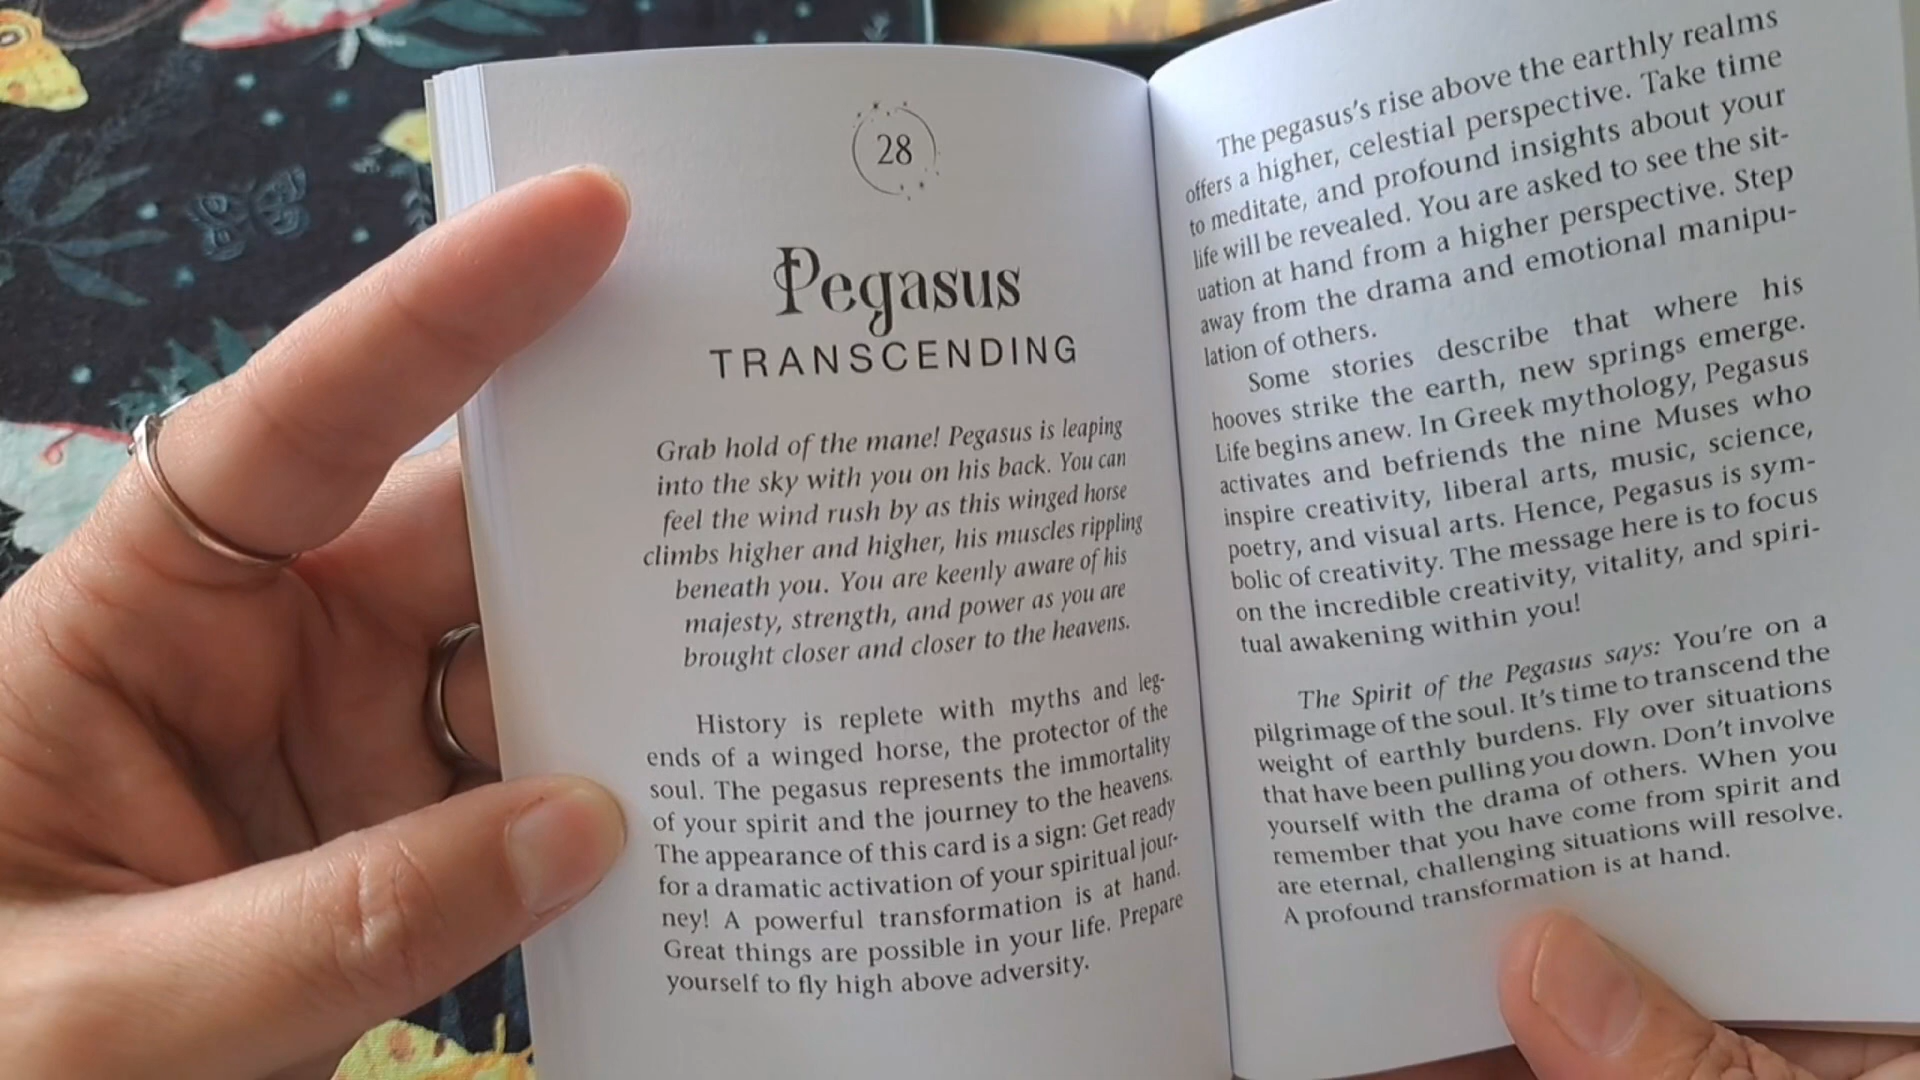 28
Pegasus
TRANSCENDING
Grab hold of the mane! Pegasus is leaping
into the sky with you on his back. You can
feel the wind rush by as this winged horse
climbs higher and higher, his muscles rippling
beneath you. You are keenly aware of his
majesty, strength, and power as you are
brought closer and closer to the heavens.
History is replete with myths and leg-
ends of a winged horse, the protector of the
soul. The pegasus represents the immortality
of your spirit and the journey to the heavens.
The appearance of this card is a sign: Get ready
for a dramatic activation of your spiritual jour-
ney! A powerful transformation is at hand.
Great things are possible in your life. Prepare
yourself to fly high above adversity.
The pegasus's rise above the earthly realms
offers a higher, celestial perspective. Take time
to meditate, and profound insights about your
life will be revealed. You are asked to see the sit-
uation at hand from a higher perspective. Step
away from the drama and emotional manipu-
lation of others.
Some stories describe that where his
hooves strike the earth, new springs emerge.
Life begins anew. In Greek mythology, Pegasus
activates and befriends the nine Muses who
inspire creativity, liberal arts, music, science,
poetry, and visual arts. Hence, Pegasus is sym-
bolic of creativity. The message here is to focus
on the incredible creativity, vitality, and spiri-
tual awakening within you!
The Spirit of the Pegasus says: You're on a
pilgrimage of the soul. It's time to transcend the
weight of earthly burdens. Fly over situations
that have been pulling you down. Don't involve
yourself with the drama of others. When you
remember that you have come from spirit and
are eternal, challenging situations will resolve.
A profound transformation is at hand.